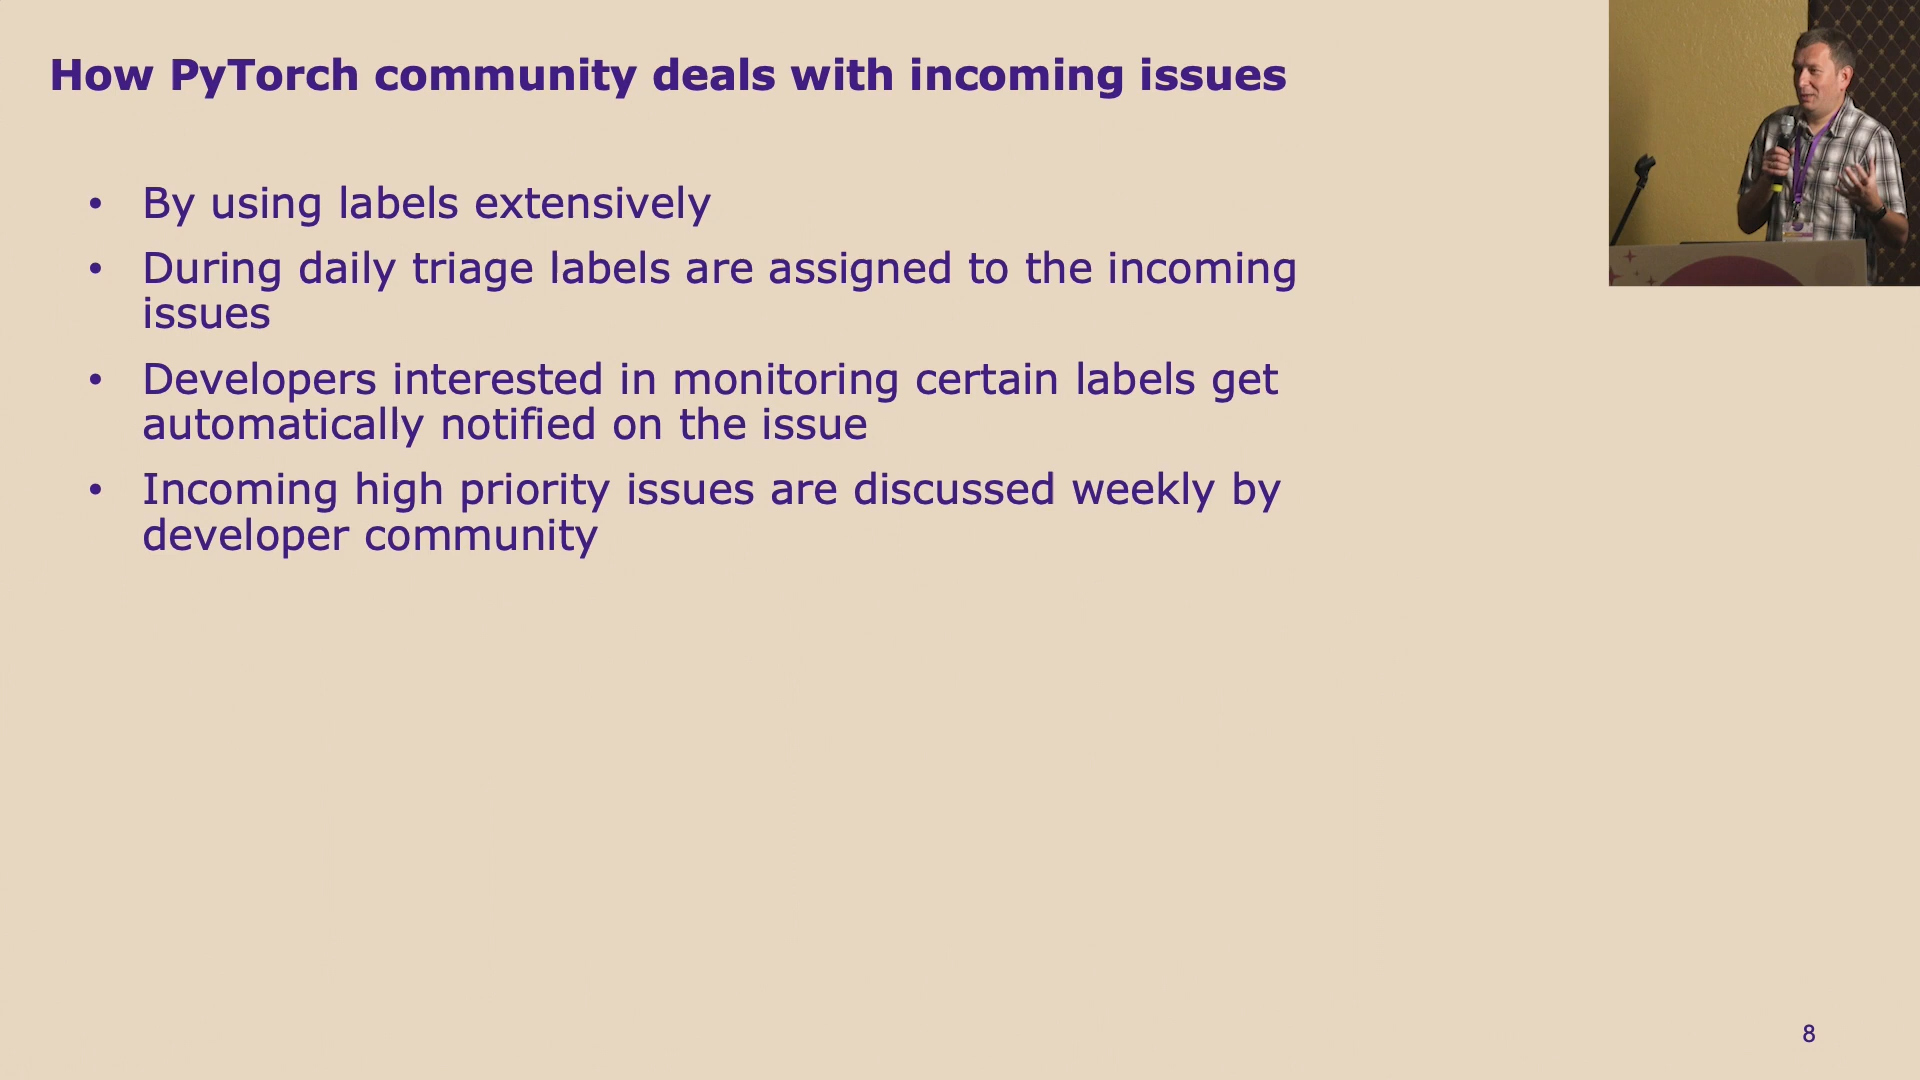 How PyTorch community deals with incoming issues
• By using labels extensively
• During daily triage labels are assigned to the incoming
issues
• Developers interested in monitoring certain labels get
automatically notified on the issue
• Incoming high priority issues are discussed weekly by
developer community
8